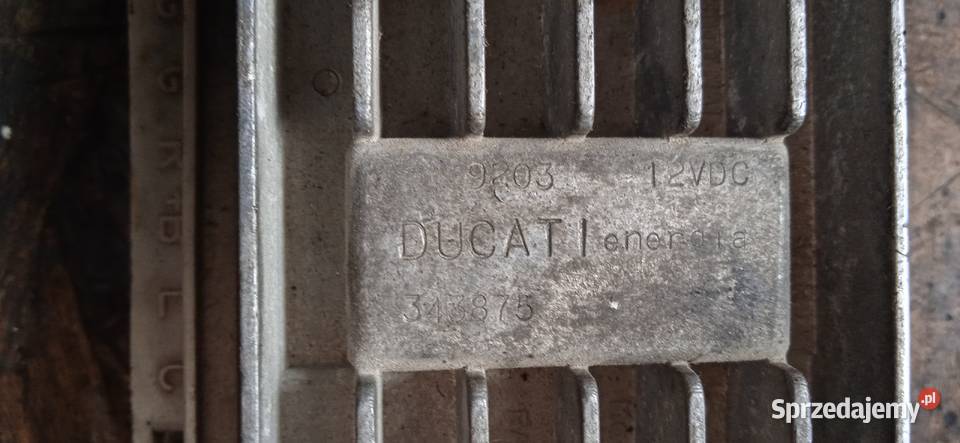 9203 12VDC
DUCATI energia
343875
G
G
R
B
L
C
Sprzedajemy.pl